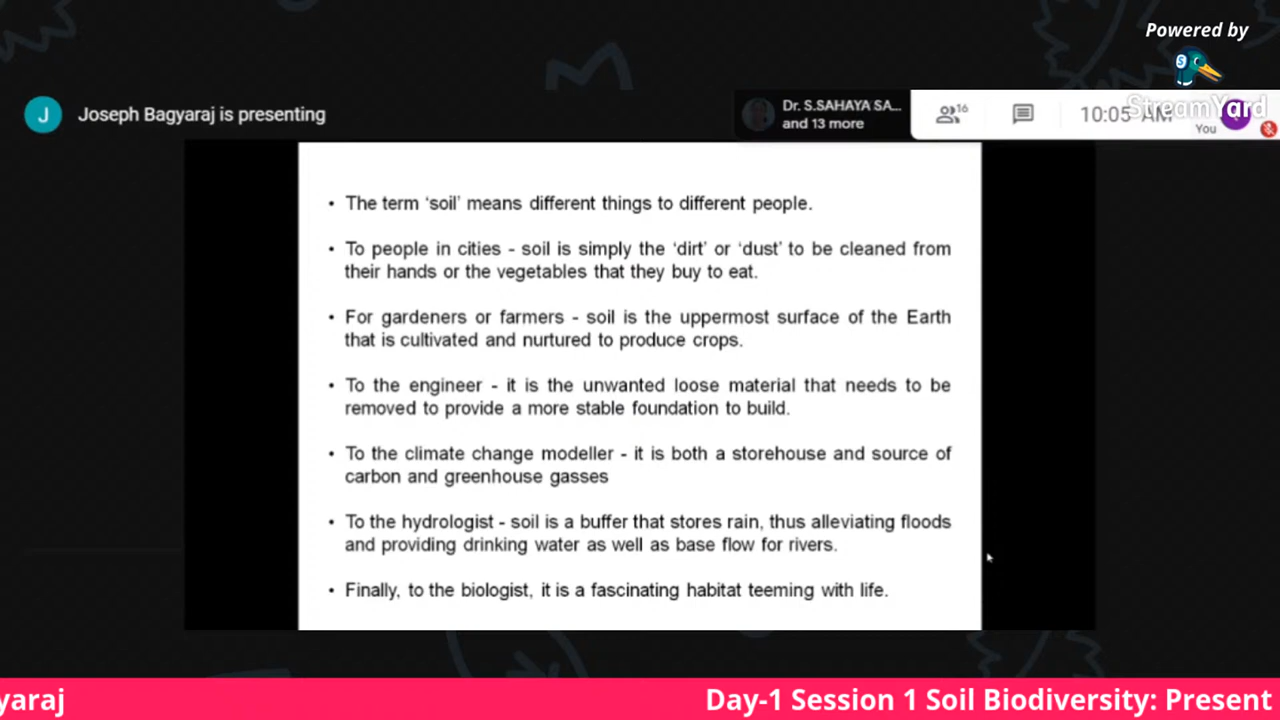 Powered by
StreamYard
J
Joseph Bagyaraj is presenting
Dr. S.SAHAYA SA...
and 13 more
16
10:05 AM
You
• The term ‘soil’ means different things to different people.
• To people in cities - soil is simply the ‘dirt’ or ‘dust’ to be cleaned from
their hands or the vegetables that they buy to eat.
• For gardeners or farmers - soil is the uppermost surface of the Earth
that is cultivated and nurtured to produce crops.
• To the engineer - it is the unwanted loose material that needs to be
removed to provide a more stable foundation to build.
• To the climate change modeller - it is both a storehouse and source of
carbon and greenhouse gasses
• To the hydrologist - soil is a buffer that stores rain, thus alleviating floods
and providing drinking water as well as base flow for rivers.
• Finally, to the biologist, it is a fascinating habitat teeming with life.
yaraj
Day-1 Session 1 Soil Biodiversity: Present